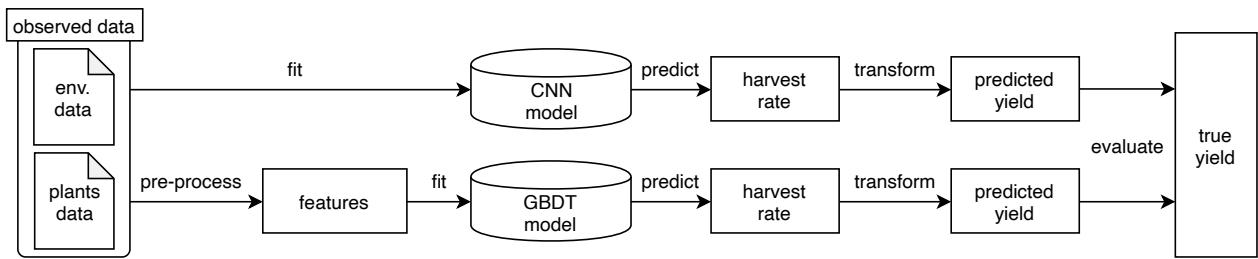 observed data
env.
data
fit
CNN
model
predict
harvest
rate
transform
predicted
yield
plants
data
pre-process
features
fit
GBDT
model
predict
harvest
rate
transform
predicted
yield
evaluate
true
yield